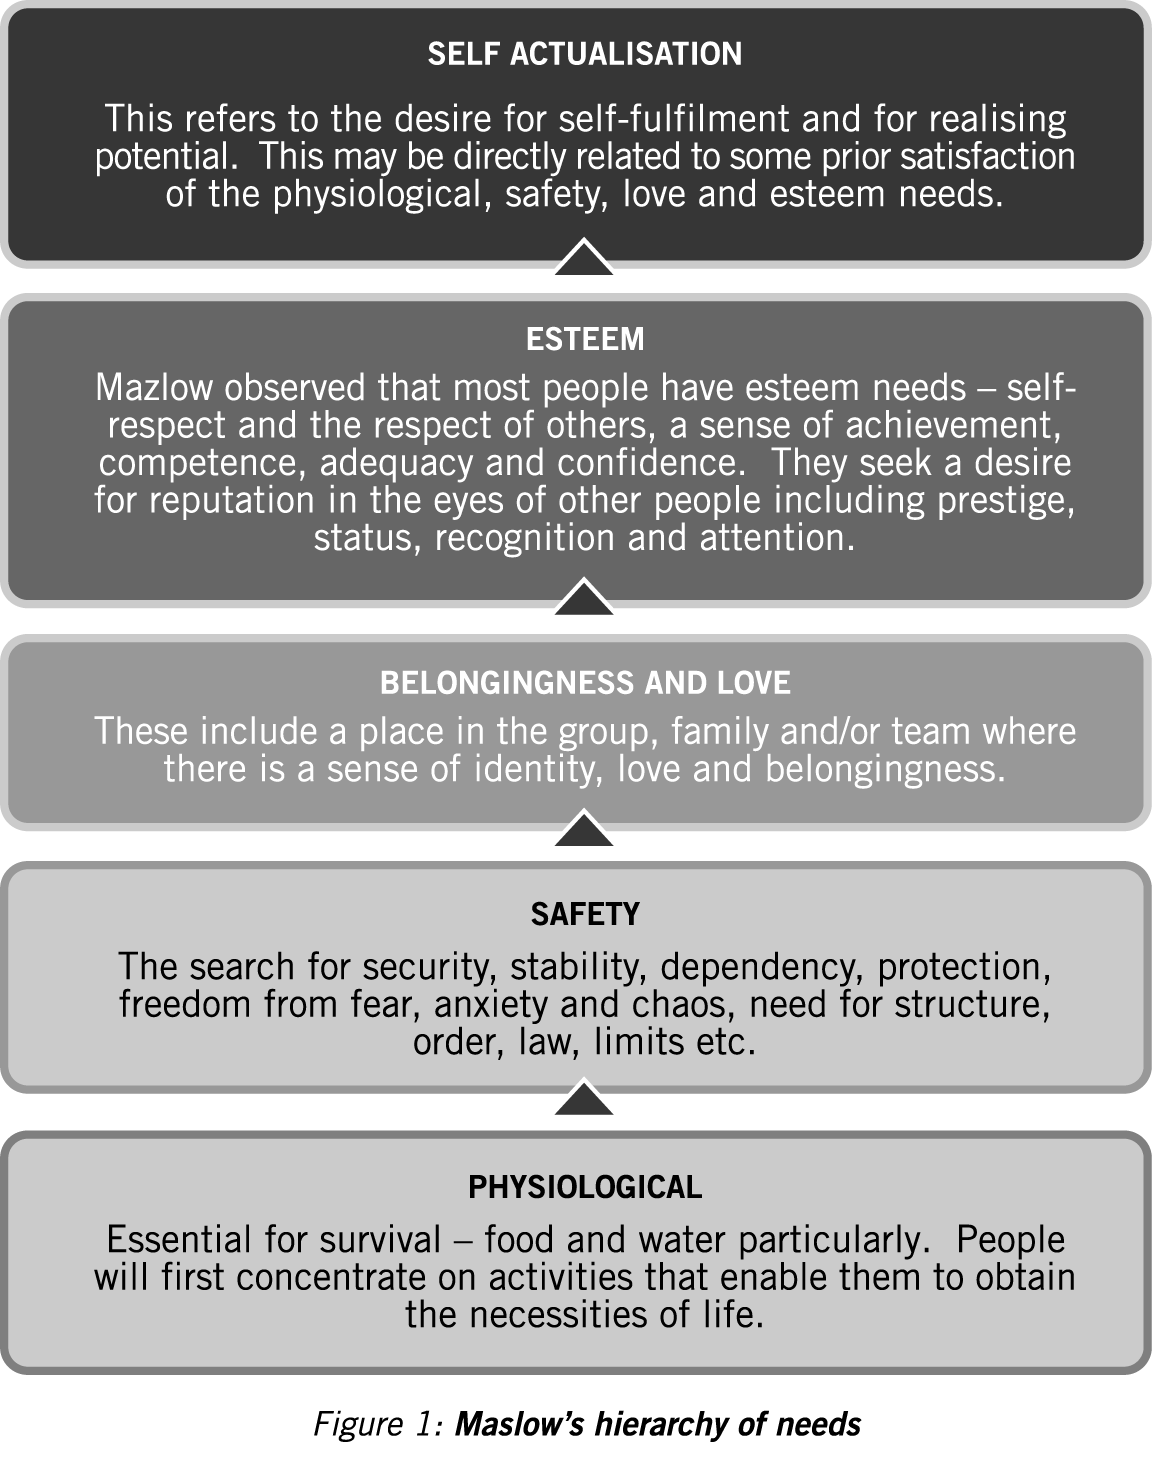 SELF ACTUALISATION
This refers to the desire for self-fulfilment and for realising
potential.  This may be directly related to some prior satisfaction
of the physiological, safety, love and esteem needs.
ESTEEM
Mazlow observed that most people have esteem needs – self-
respect and the respect of others, a sense of achievement,
competence, adequacy and confidence.  They seek a desire
for reputation in the eyes of other people including prestige,
status, recognition and attention.
BELONGINGNESS AND LOVE
These include a place in the group, family and/or team where
there is a sense of identity, love and belongingness.
SAFETY
The search for security, stability, dependency, protection,
freedom from fear, anxiety and chaos, need for structure,
order, law, limits etc.
PHYSIOLOGICAL
Essential for survival – food and water particularly.  People
will first concentrate on activities that enable them to obtain
the necessities of life.
Figure 1: Maslow's hierarchy of needs